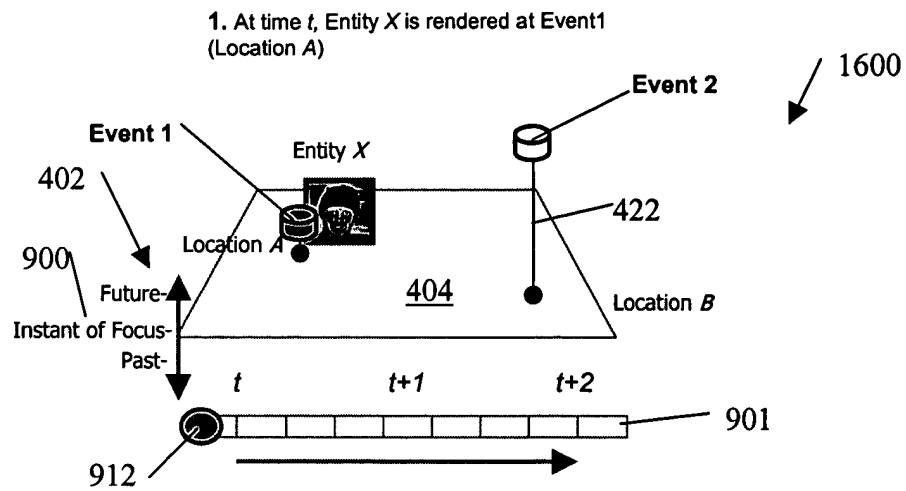 1. At time t, Entity X is rendered at Event1
(Location A)
1600
Event 2
Event 1
Entity X
402
422
Location A
900
Future-
404
Location B
Instant of Focus-
Past-
t
t+1
t+2
901
912